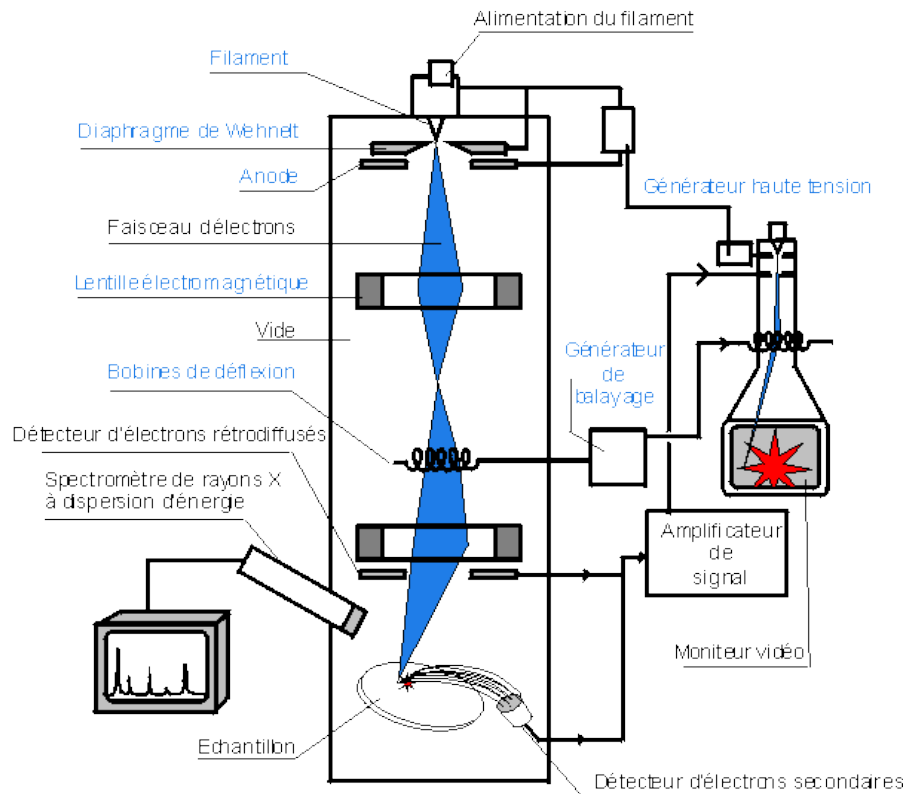 Alimentation du filament
Filament
Diaphragme de Wehnelt
Anode
Générateur haute tension
Faisceau délectrons
Lentille électromagnétique
Vide
Générateur
de
balayage
Bobines de déflexion
Détecteur d'électrons rétrodiffusés
Spectromètre de rayons X
à dispersion d'énergie
Amplificateur
de
signal
Moniteur vidéo
Echantillon
Détecteur d'électrons secondaires